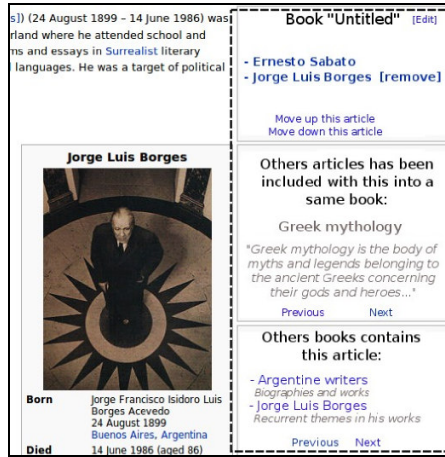 s]) (24 August 1899 – 14 June 1986) was
rland where he attended school and
ms and essays in Surrealist literary
languages. He was a target of political
Jorge Luis Borges
Born Jorge Francisco Isidoro Luis
Borges Acevedo
24 August 1899
Buenos Aires, Argentina
Died 14 June 1986 (aged 86)
Book "Untitled" [Edit]
- Ernesto Sabato
- Jorge Luis Borges [remove]
Move up this article
Move down this article
Others articles has been
included with this into a
same book:
Greek mythology
"Greek mythology is the body of
myths and legends belonging to
the ancient Greeks concerning
their gods and heroes..."
Previous Next
Others books contains
this article:
- Argentine writers
Biographies and works
- Jorge Luis Borges
Recurrent themes in his works
Previous Next